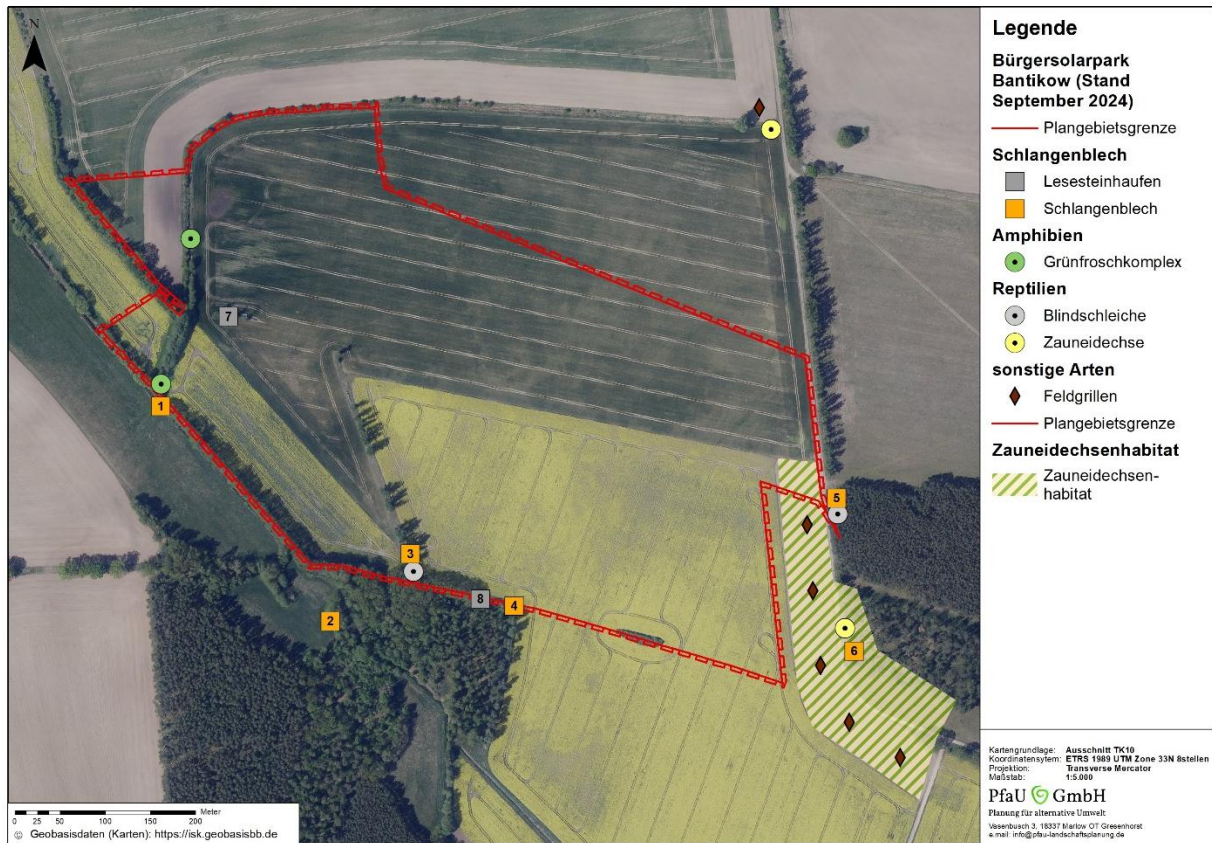 N
7
1
3
2
8
4
5
6
0 25 50 100 150 200
Meter
© Geobasisdaten (Karten): https://isk.geobasisbb.de
Legende
Bürgersolarpark
Bantikow (Stand
September 2024)
Plangebietsgrenze
Schlangenblech
Lesesteinhaufen
Schlangenblech
Amphibien
Grünfroschkomplex
Reptilien
Blindschleiche
Zauneidechse
sonstige Arten
Feldgrillen
Plangebietsgrenze
Zauneidechsenhabitat
Zauneidechsen-
habitat
Kartengrundlage: Ausschnitt TK10
Koordinatensytem: ETRS 1989 UTM Zone 33N 8stellen
Projektion: Transverse Mercator
Maßstab: 1:5.000
PfaU GmbH
Planung für alternative Umwelt
Vasenbusch 3, 18337 Marlow OT Gresenhorst
e.mail: info@pfau-landschaftsplanung.de